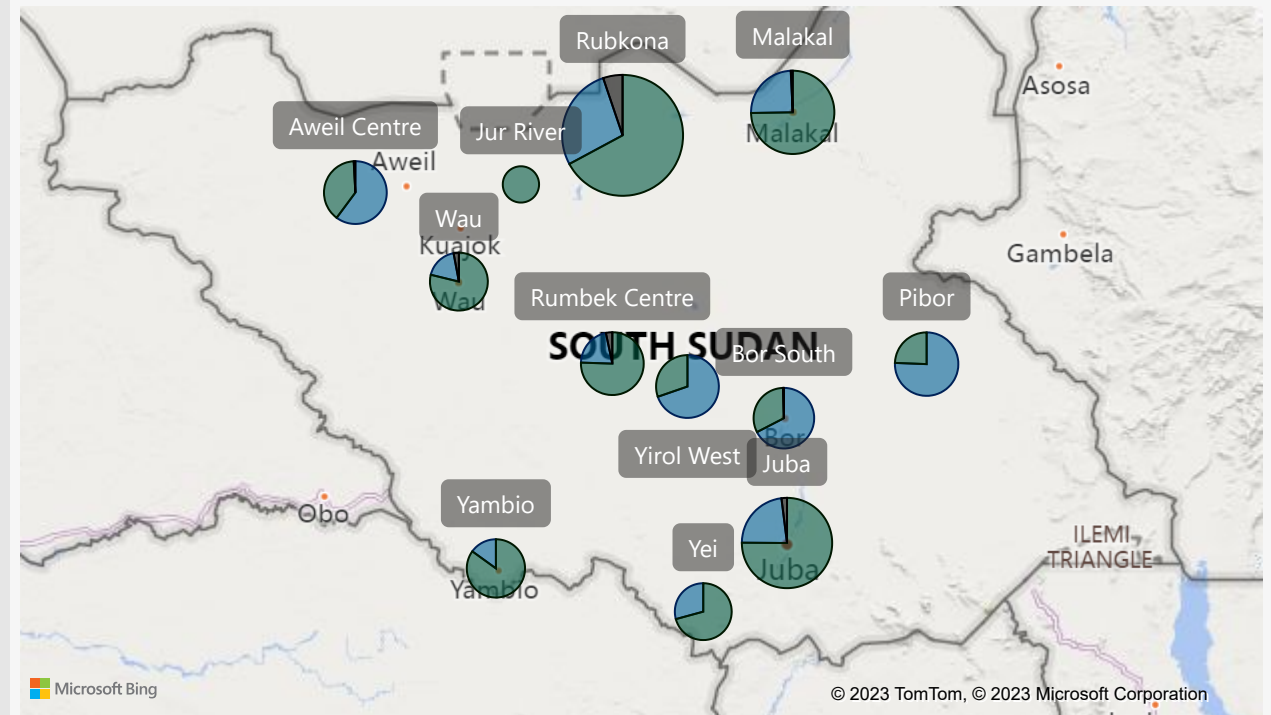 Rubkona
Malakal
Asosa
Aweil Centre
Jur River
Malakal
Aweil
Wau
Kuajok
Gambela
Wau
Rumbek Centre
Pibor
SOUTH SUDAN
Bor South
Bor
Yirol West
Juba
Yambio
Obo
Yei
ILEMI
TRIANGLE
Juba
Yambio
Microsoft Bing
© 2023 TomTom, © 2023 Microsoft Corporation